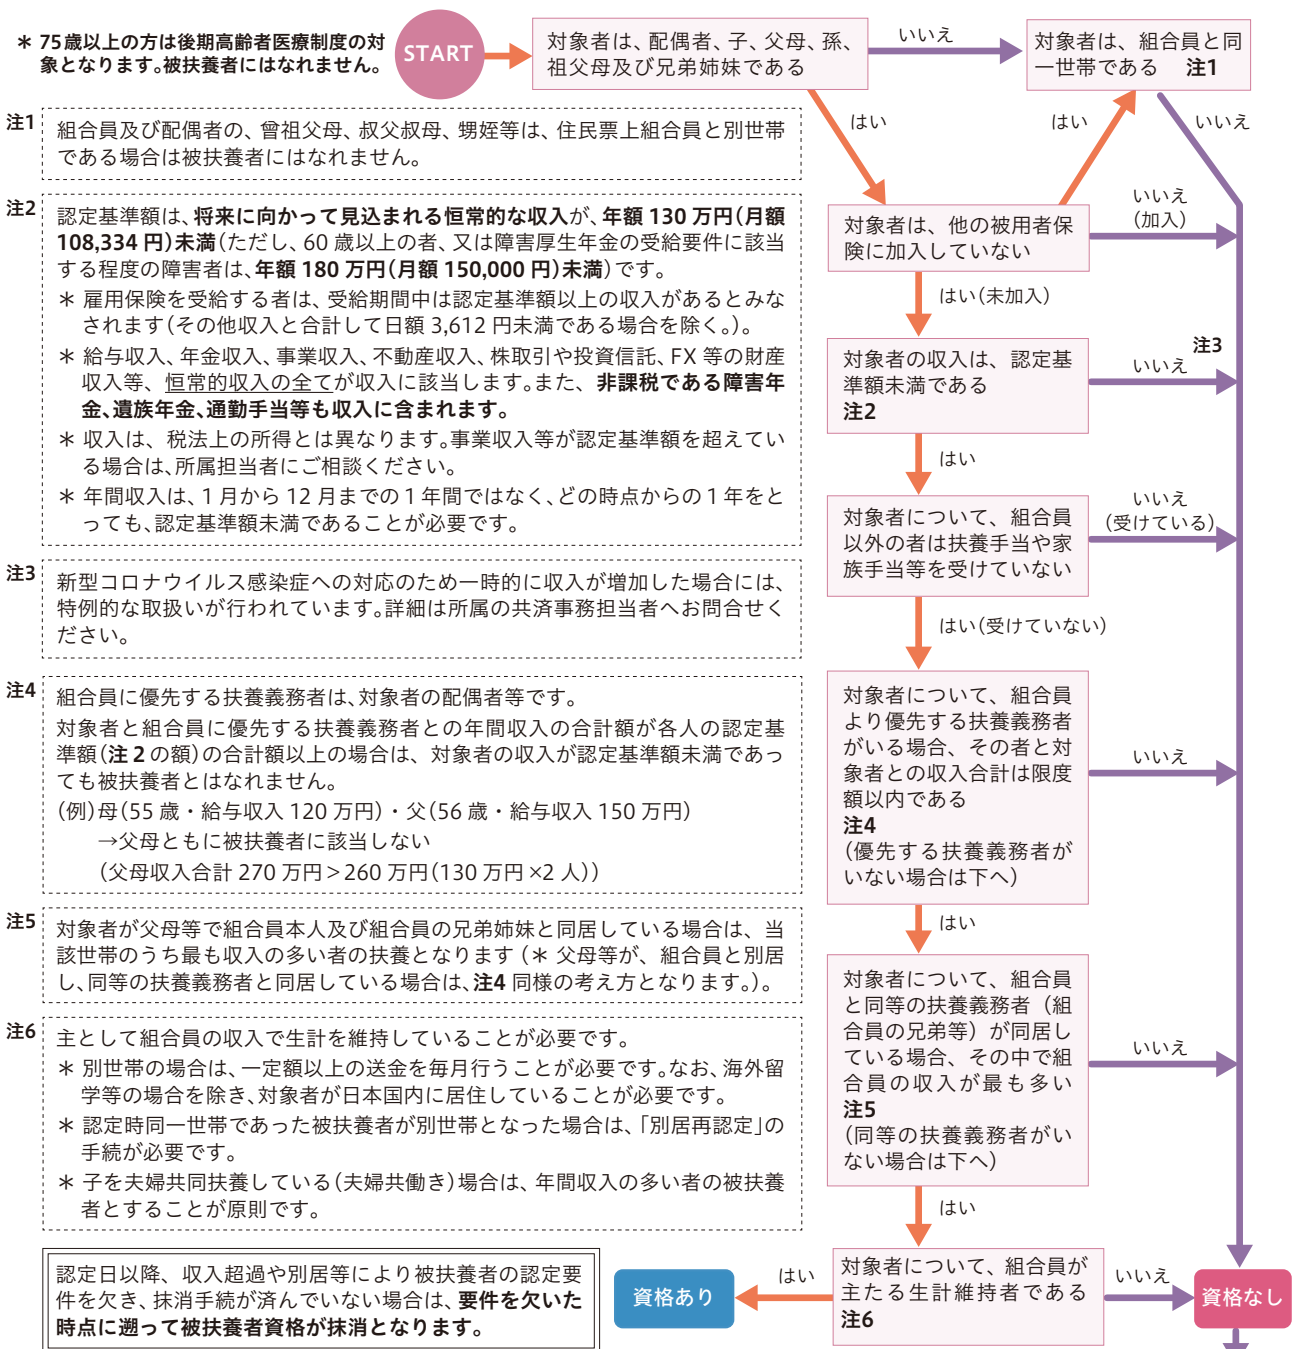 ＊ 75歳以上の方は後期高齢者医療制度の対
象となります。被扶養者にはなれません。
START
対象者は、配偶者、子、父母、孫、
祖父母及び兄弟姉妹である
いいえ
対象者は、組合員と同
一世帯である　注1
はい
はい
いいえ
注1
組合員及び配偶者の、曾祖父母、叔父叔母、甥姪等は、住民票上組合員と別世帯
である場合は被扶養者にはなれません。
注2
認定基準額は、将来に向かって見込まれる恒常的な収入が、年額 130 万円（月額
108,334 円）未満（ただし、60 歳以上の者、又は障害厚生年金の受給要件に該当
する程度の障害者は、年額 180 万円（月額 150,000 円）未満）です。
＊ 雇用保険を受給する者は、受給期間中は認定基準額以上の収入があるとみな
されます（その他収入と合計して日額 3,612 円未満である場合を除く。）。
＊ 給与収入、年金収入、事業収入、不動産収入、株取引や投資信託、FX 等の財産
収入等、恒常的収入の全てが収入に該当します。また、非課税である障害年
金、遺族年金、通勤手当等も収入に含まれます。
＊ 収入は、税法上の所得とは異なります。事業収入等が認定基準額を超えてい
る場合は、所属担当者にご相談ください。
＊ 年間収入は、1 月から 12 月までの 1 年間ではなく、どの時点からの 1 年をと
っても、認定基準額未満であることが必要です。
注3
新型コロナウイルス感染症への対応のため一時的に収入が増加した場合には、
特例的な取扱いが行われています。詳細は所属の共済事務担当者へお問合せく
ださい。
注4
組合員に優先する扶養義務者は、対象者の配偶者等です。
対象者と組合員に優先する扶養義務者との年間収入の合計額が各人の認定基
準額（注 2 の額）の合計額以上の場合は、対象者の収入が認定基準額未満であっ
ても被扶養者とはなれません。
（例）母（55 歳・給与収入 120 万円）・父（56 歳・給与収入 150 万円）
→父母ともに被扶養者に該当しない
（父母収入合計 270 万円＞260 万円（130 万円 ×2 人））
注5
対象者が父母等で組合員本人及び組合員の兄弟姉妹と同居している場合は、当
該世帯のうち最も収入の多い者の扶養となります（＊ 父母等が、組合員と別居
し、同等の扶養義務者と同居している場合は、注4 同様の考え方となります。）。
注6
主として組合員の収入で生計を維持していることが必要です。
＊ 別世帯の場合は、一定額以上の送金を毎月行うことが必要です。なお、海外留
学等の場合を除き、対象者が日本国内に居住していることが必要です。
＊ 認定時同一世帯であった被扶養者が別世帯となった場合は、「別居再認定」の
手続が必要です。
＊ 子を夫婦共同扶養している（夫婦共働き）場合は、年間収入の多い者の被扶養
者とすることが原則です。
認定日以降、収入超過や別居等により被扶養者の認定要
件を欠き、抹消手続が済んでいない場合は、要件を欠いた
時点に遡って被扶養者資格が抹消となります。
対象者は、他の被用者保
険に加入していない
いいえ
（加入）
はい（未加入）
対象者の収入は、認定基
準額未満である
注2
注3
いいえ
はい
対象者について、組合員
以外の者は扶養手当や家
族手当等を受けていない
いいえ
（受けている）
はい（受けていない）
対象者について、組合員
より優先する扶養義務者
がいる場合、その者と対
象者との収入合計は限度
額以内である
注4
（優先する扶養義務者が
いない場合は下へ）
いいえ
はい
対象者について、組合員
と同等の扶養義務者（組
合員の兄弟等）が同居し
ている場合、その中で組
合員の収入が最も多い
注5
（同等の扶養義務者がい
ない場合は下へ）
いいえ
はい
対象者について、組合員が
主たる生計維持者である
注6
はい
資格あり
いいえ
資格なし